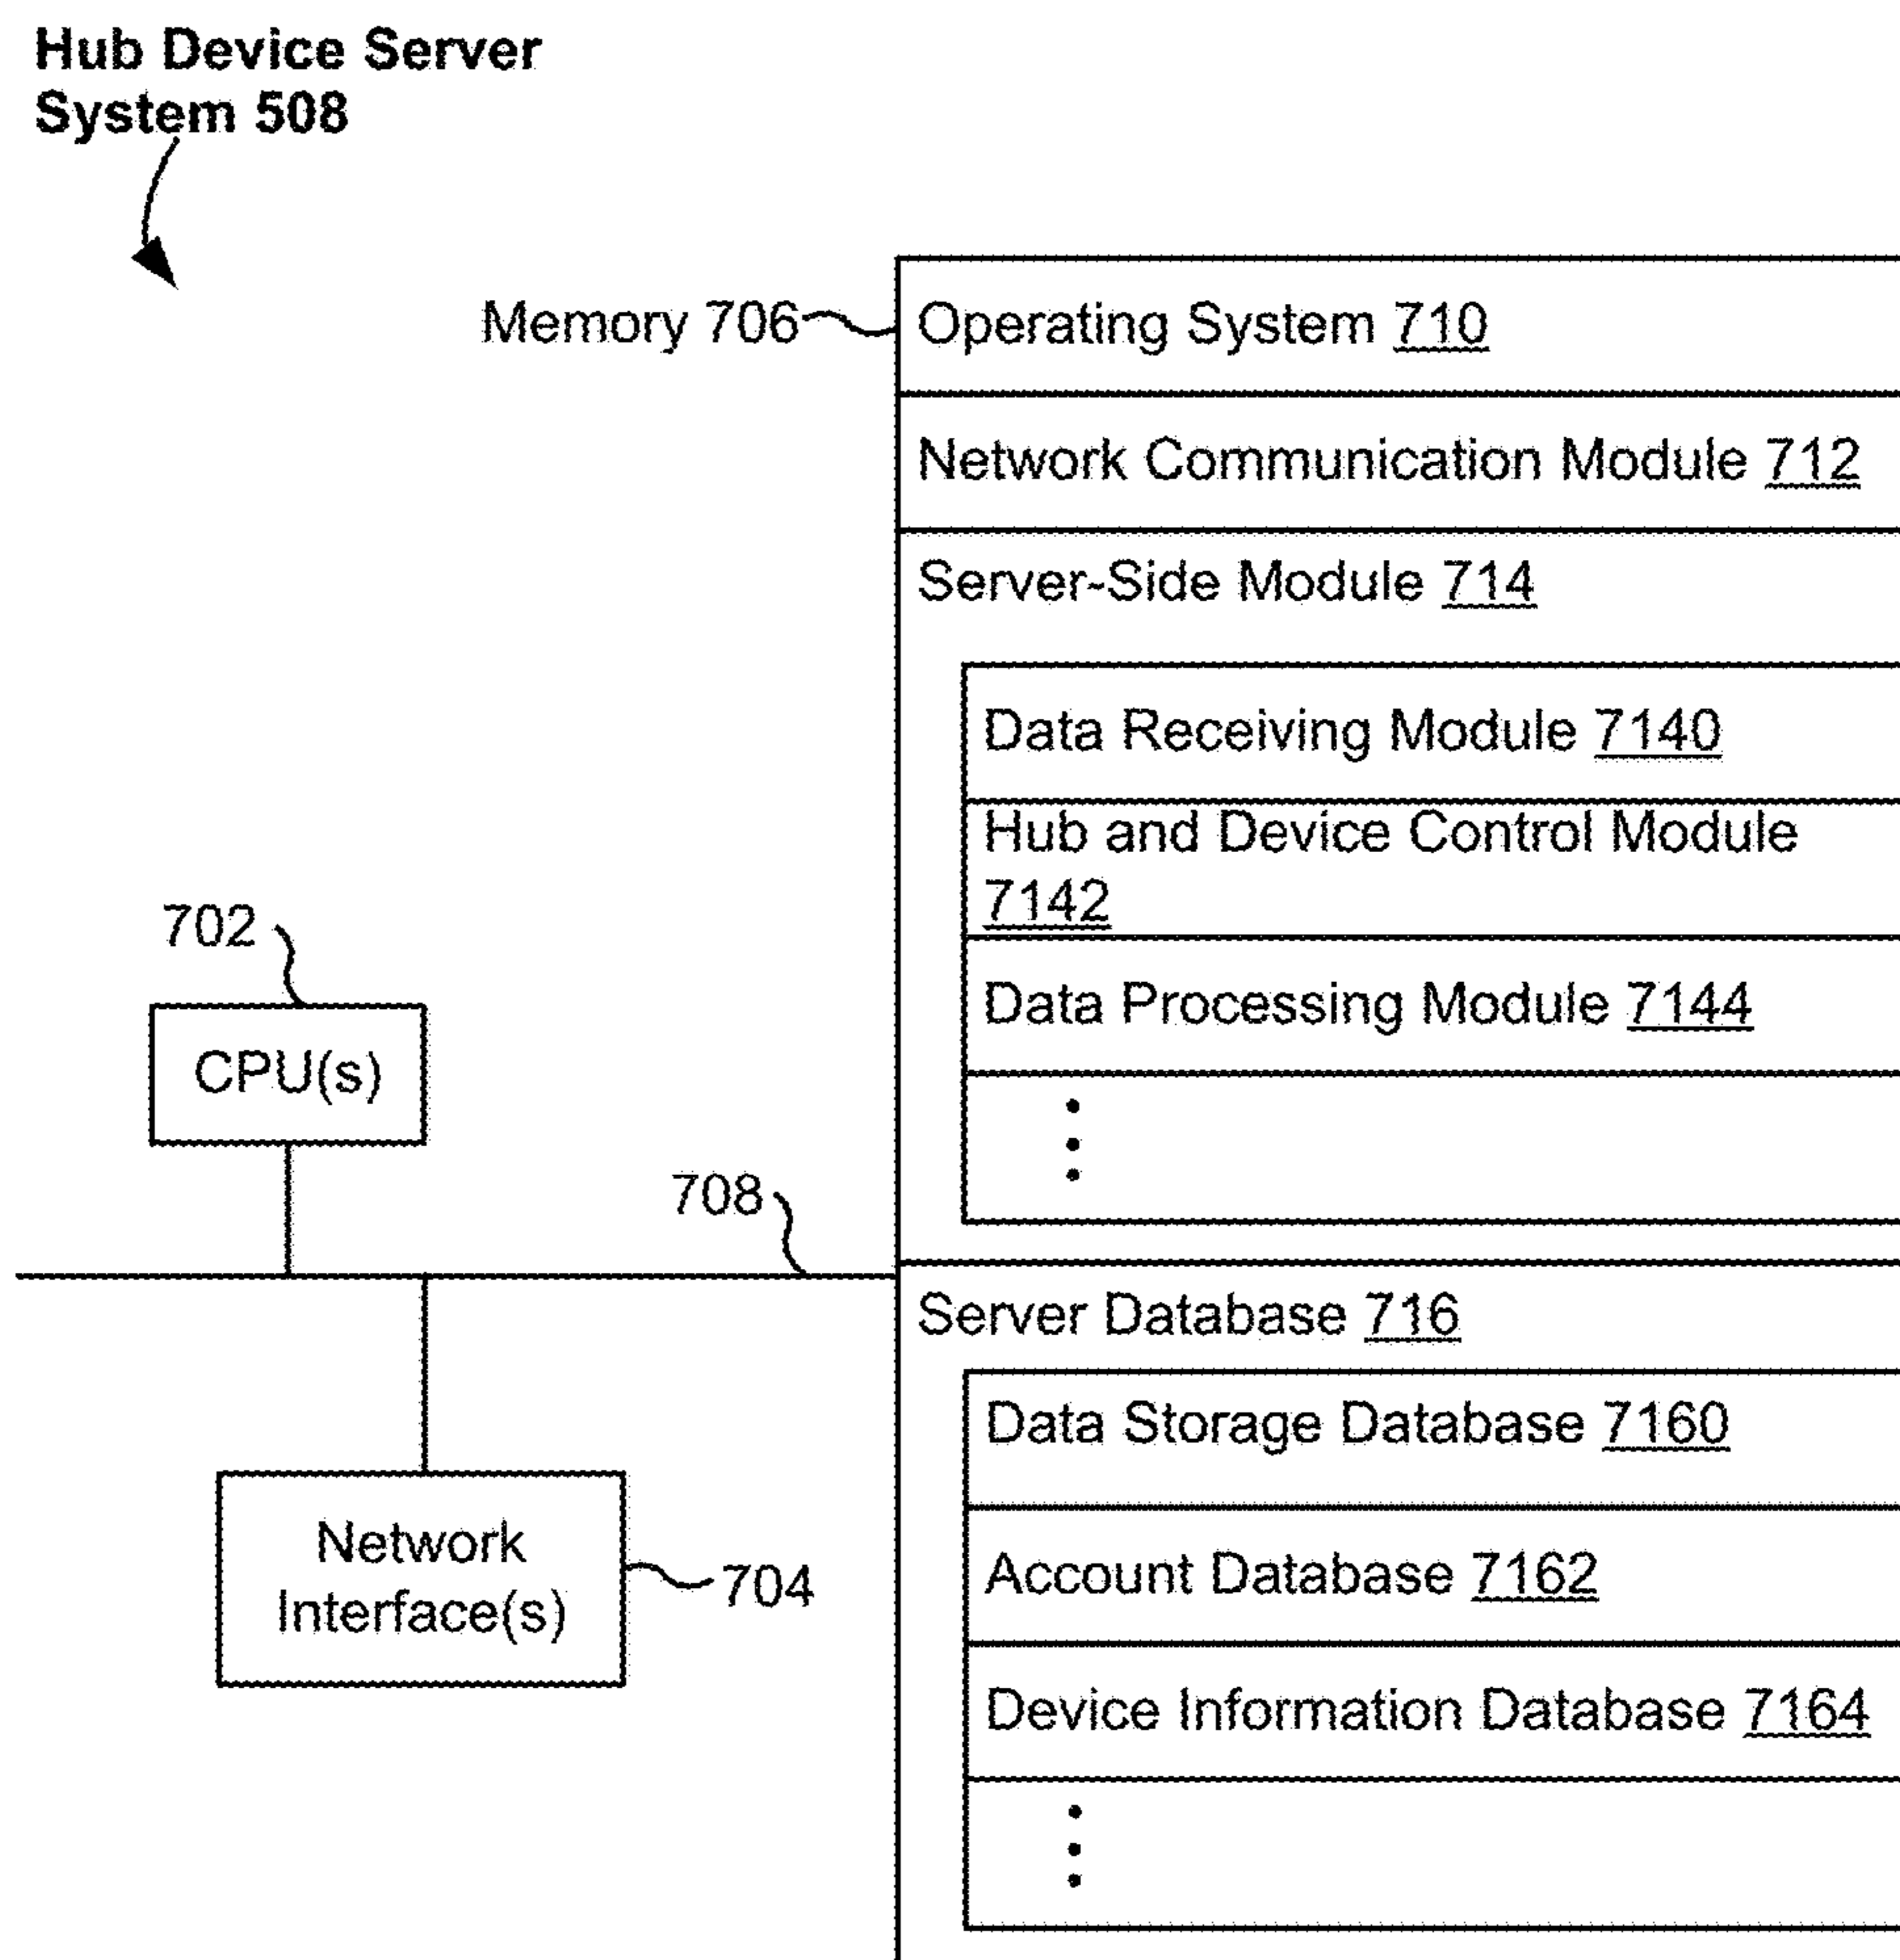 Hub Device Server
System 508
Memory 706
Operating System 710
Network Communication Module 712
Server-Side Module 714
Data Receiving Module 7140
Hub and Device Control Module
7142
Data Processing Module 7144
702
CPU(s)
708
Server Database 716
Data Storage Database 7160
Account Database 7162
Device Information Database 7164
Network
Interface(s)
704